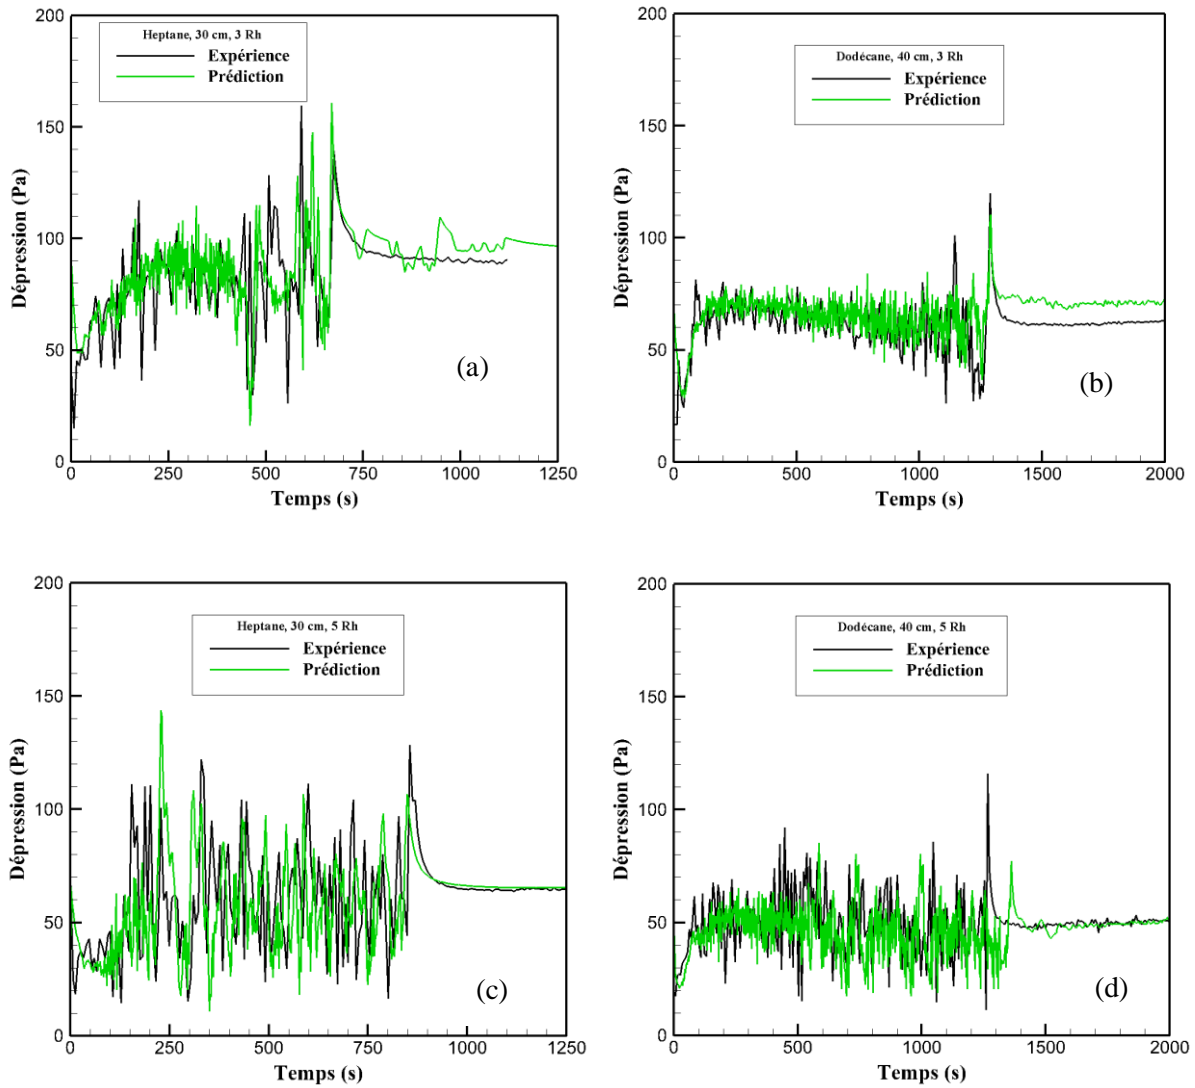 Heptane, 30 cm, 3 Rh
Expérience
Prédiction
Dépression (Pa)
200
150
100
50
0
0 250 500 750 1000 1250
Temps (s)
(a)
Dodécane, 40 cm, 3 Rh
Expérience
Prédiction
Dépression (Pa)
200
150
100
50
0
0 500 1000 1500 2000
Temps (s)
(b)
Heptane, 30 cm, 5 Rh
Expérience
Prédiction
Dépression (Pa)
200
150
100
50
0
0 250 500 750 1000 1250
Temps (s)
(c)
Dodécane, 40 cm, 5 Rh
Expérience
Prédiction
Dépression (Pa)
200
150
100
50
0
0 500 1000 1500 2000
Temps (s)
(d)